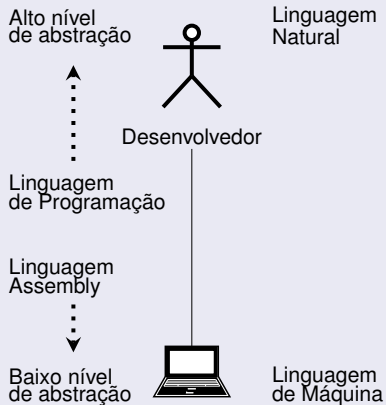 Alto nível
de abstração
Linguagem
Natural
Desenvolvedor
Linguagem
de Programação
Linguagem
Assembly
Baixo nível
de abstração
Linguagem
de Máquina